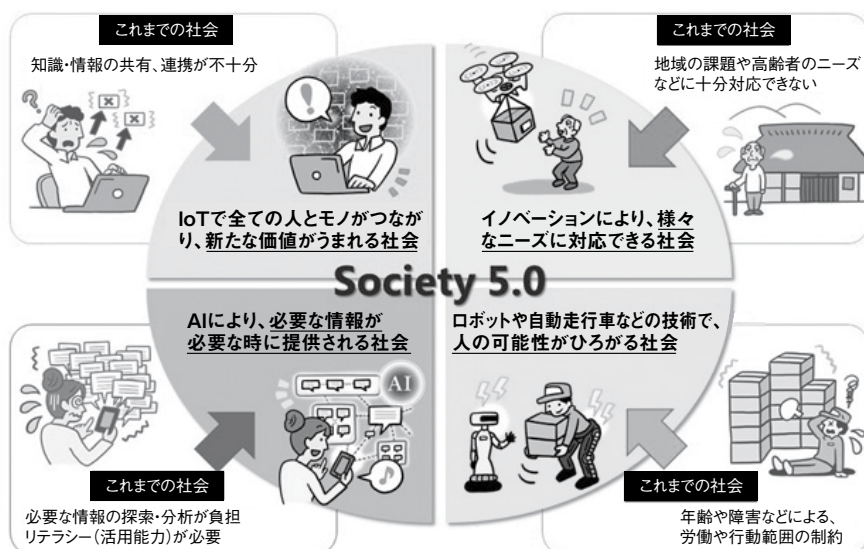 これまでの社会
知識・情報の共有、連携が不十分
これまでの社会
地域の課題や高齢者のニーズ
などに十分対応できない
IoTで全ての人とモノがつなが
り、新たな価値がうまれる社会
イノベーションにより、様々
なニーズに対応できる社会
Society 5.0
AIにより、必要な情報が
必要な時に提供される社会
ロボットや自動走行車などの技術で、
人の可能性がひろがる社会
AI
これまでの社会
必要な情報の探索・分析が負担
リテラシー(活用能力)が必要
これまでの社会
年齢や障害などによる、
労働や行動範囲の制約